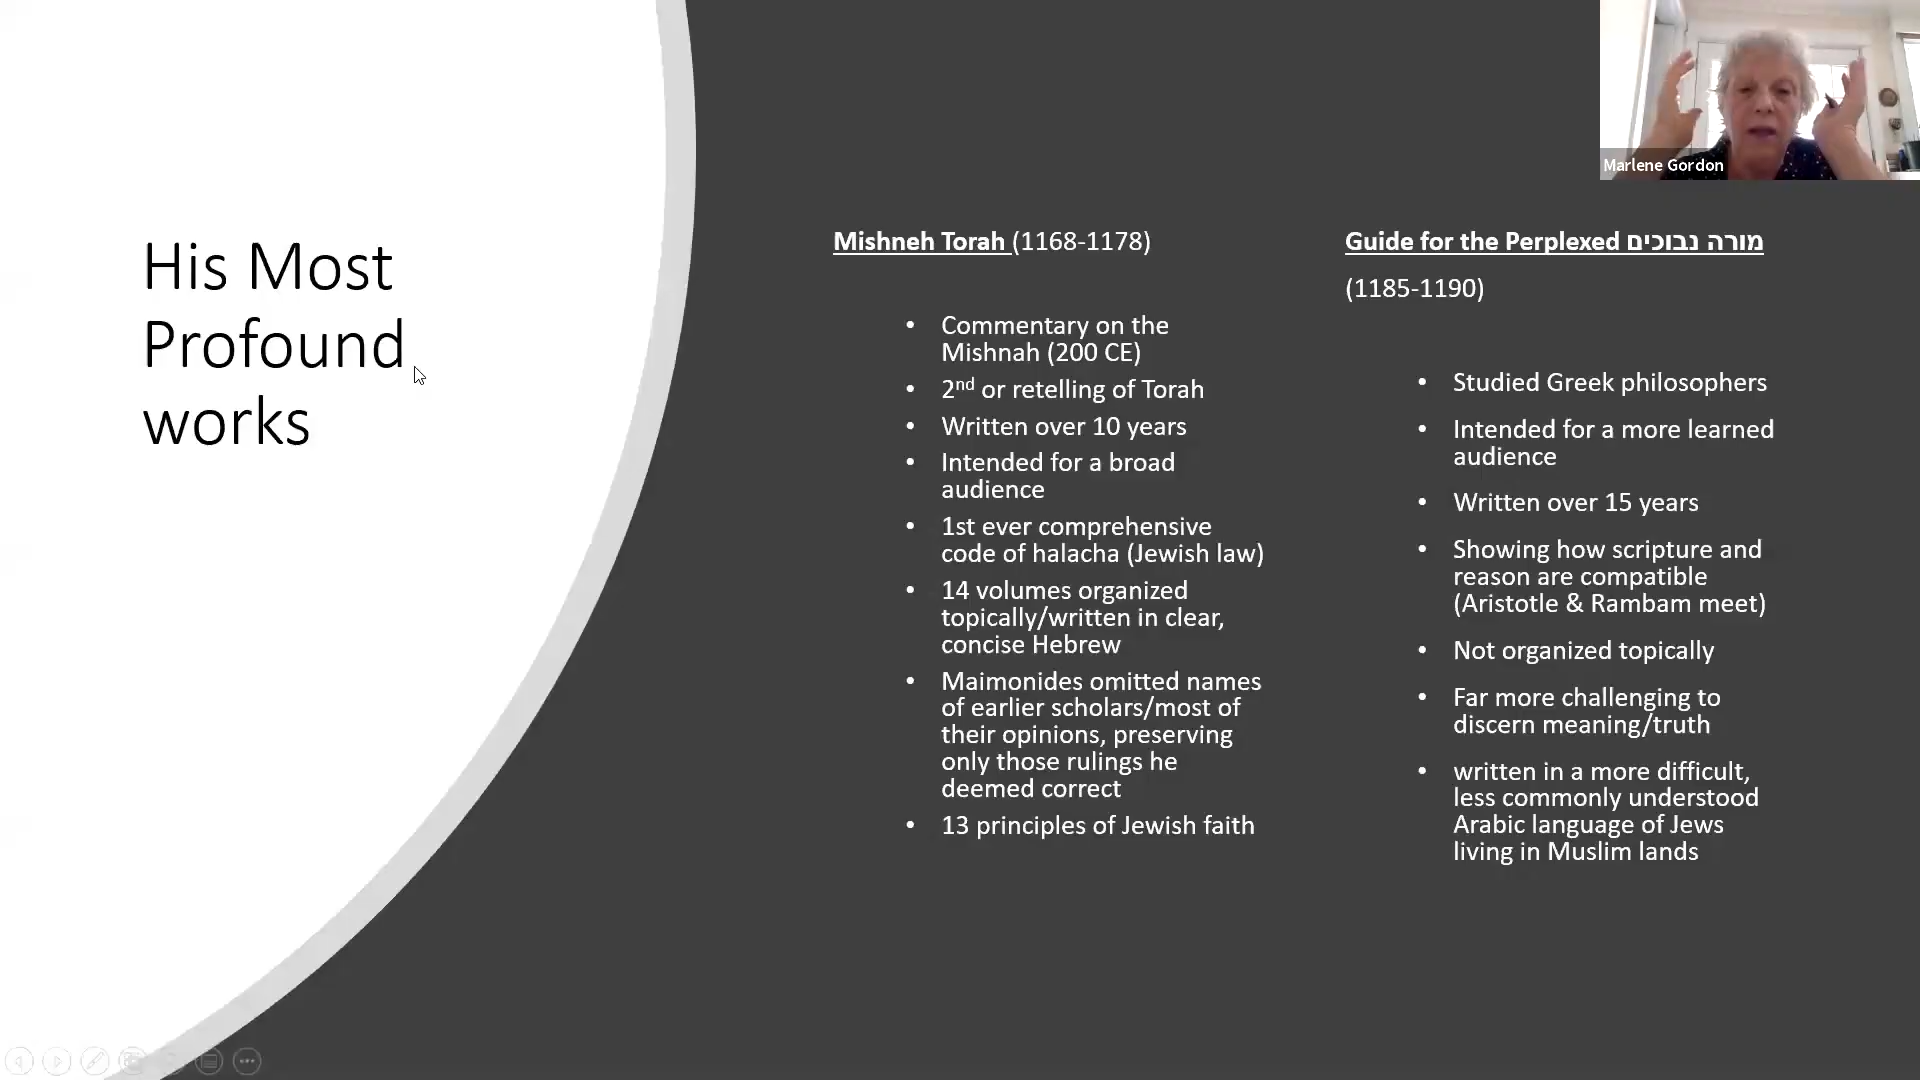 His Most
Profound
works
Mishneh Torah (1168-1178)
• Commentary on the
Mishnah (200 CE)
• 2nd or retelling of Torah
• Written over 10 years
• Intended for a broad
audience
• 1st ever comprehensive
code of halacha (Jewish law)
• 14 volumes organized
topically/written in clear,
concise Hebrew
• Maimonides omitted names
of earlier scholars/most of
their opinions, preserving
only those rulings he
deemed correct
• 13 principles of Jewish faith
Guide for the Perplexed מורה נבוכים
(1185-1190)
• Studied Greek philosophers
• Intended for a more learned
audience
• Written over 15 years
• Showing how scripture and
reason are compatible
(Aristotle & Rambam meet)
• Not organized topically
• Far more challenging to
discern meaning/truth
• written in a more difficult,
less commonly understood
Arabic language of Jews
living in Muslim lands
Marlene Gordon